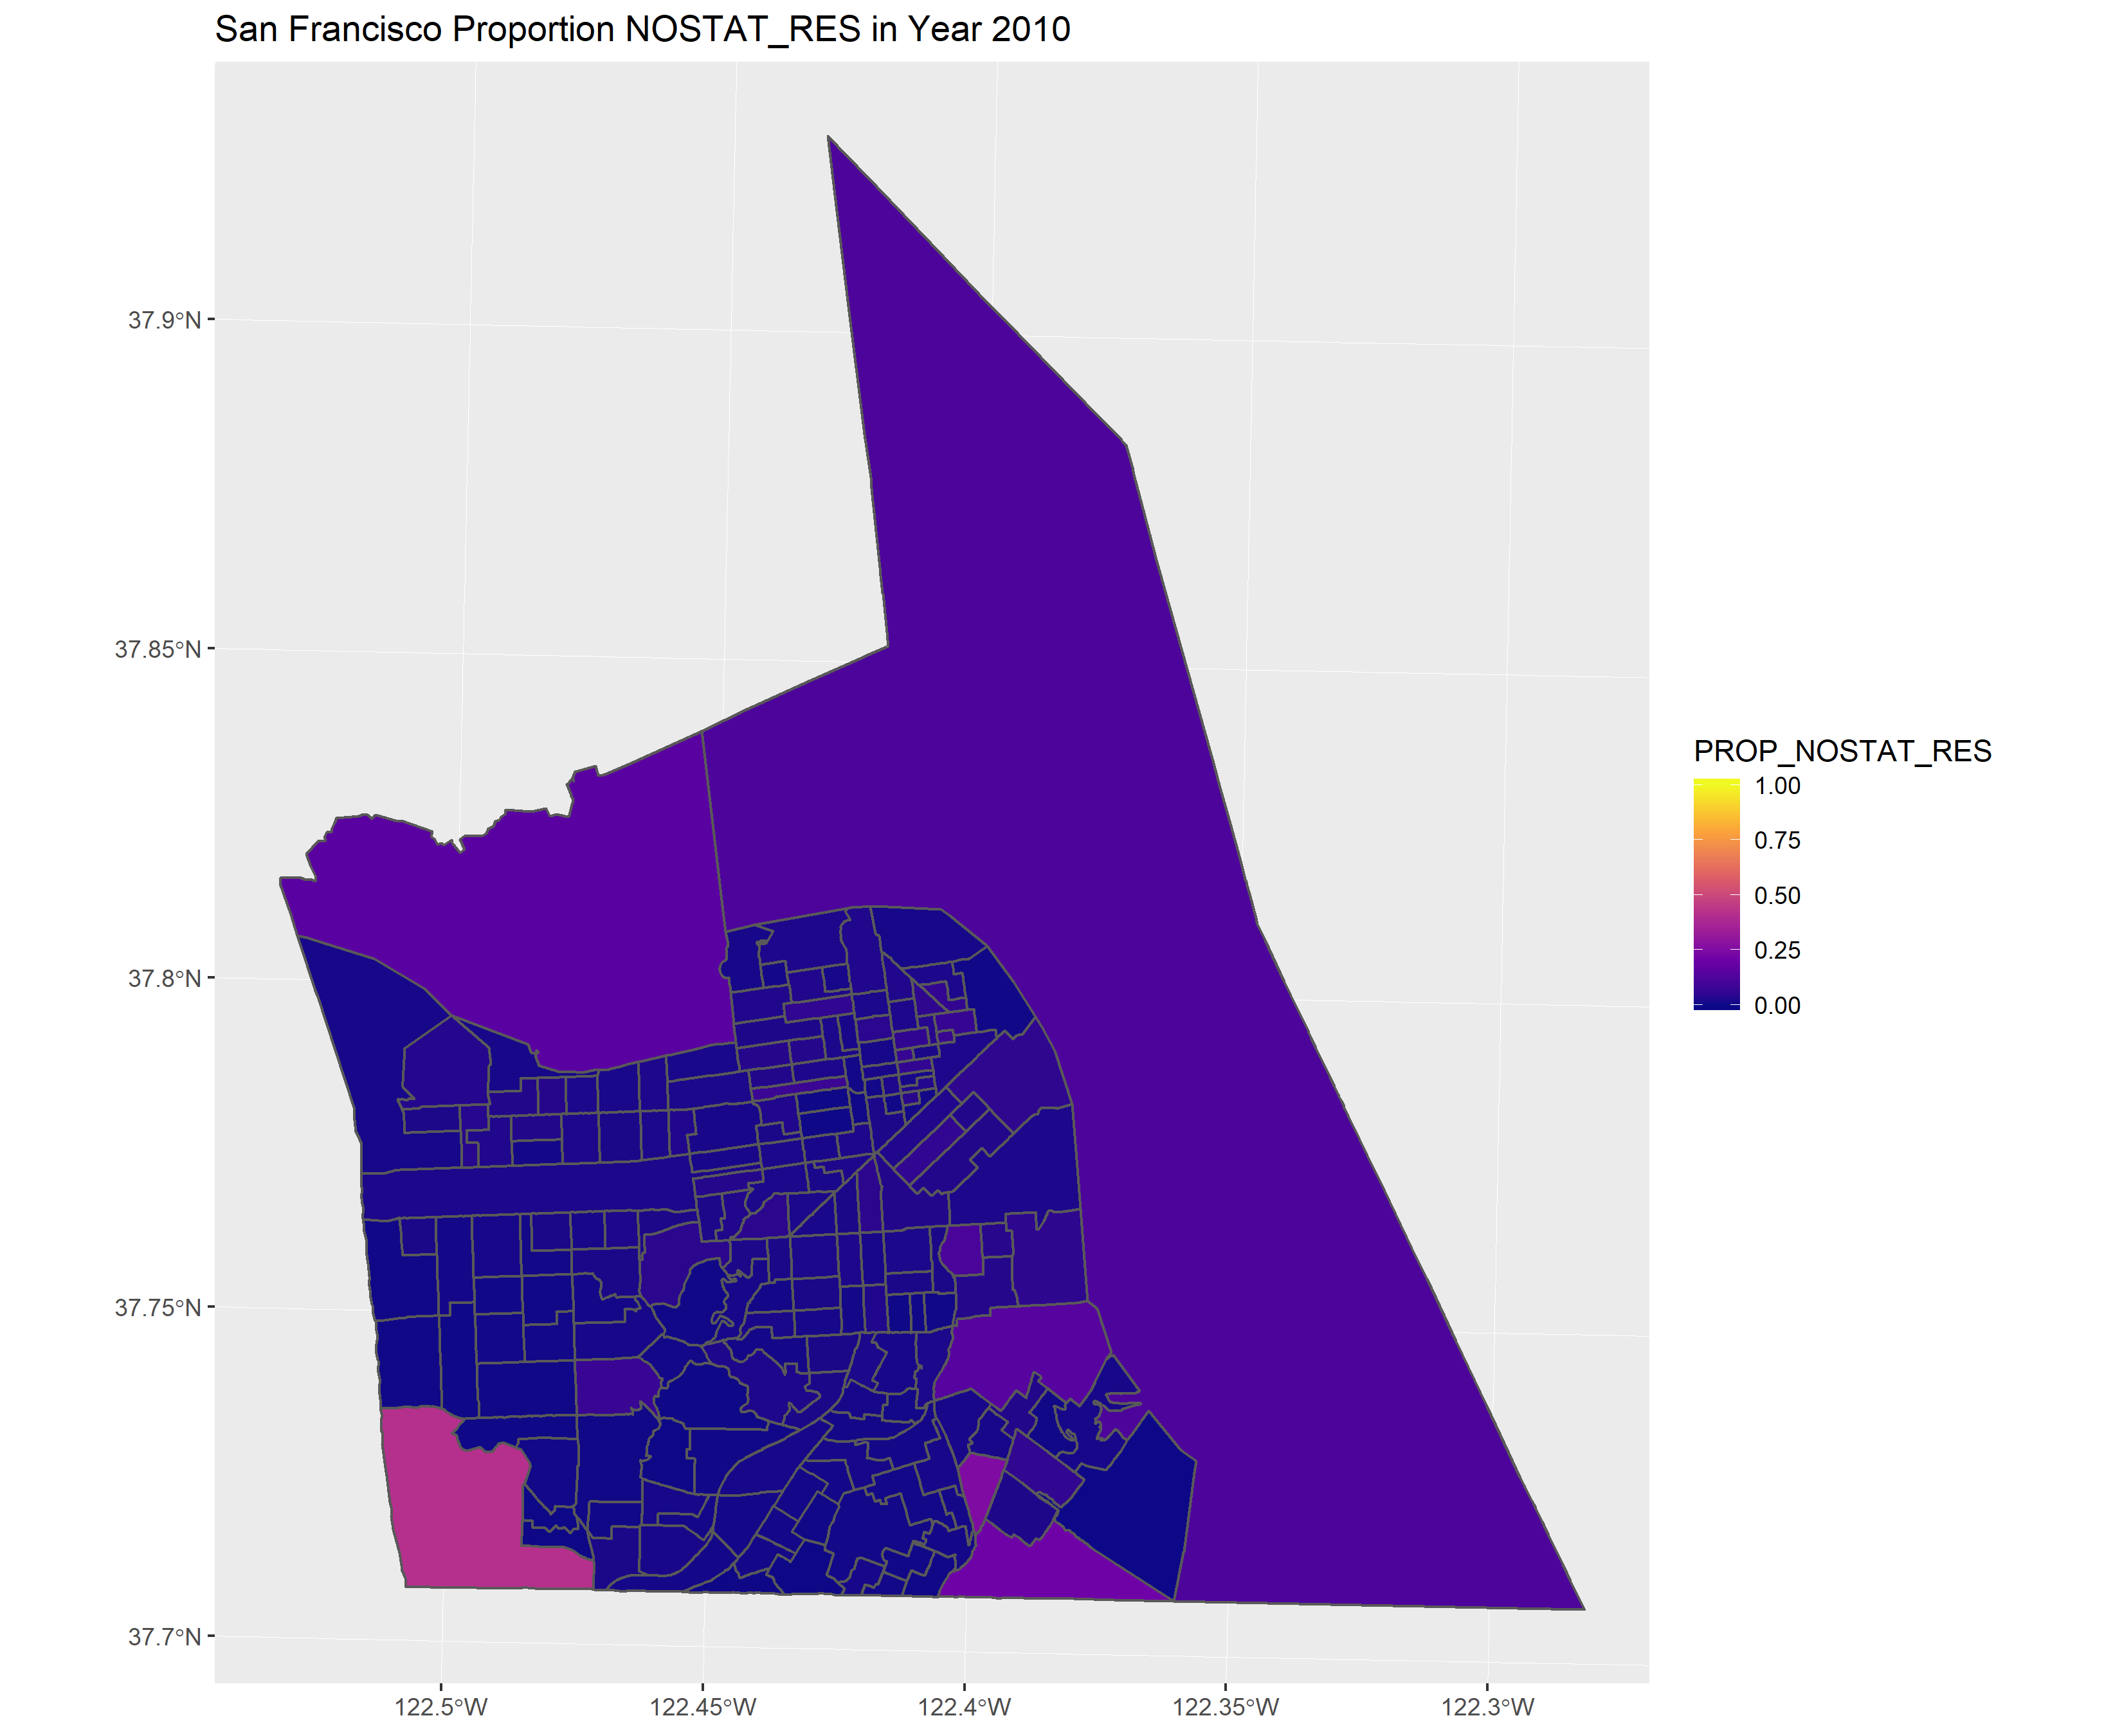 San Francisco Proportion NOSTAT_RES in Year 2010
37.9°N
37.85°N
37.8°N
37.75°N
37.7°N
122.5°W
122.45°W
122.4°W
122.35°W
122.3°W
PROP_NOSTAT_RES
1.00
0.75
0.50
0.25
0.00